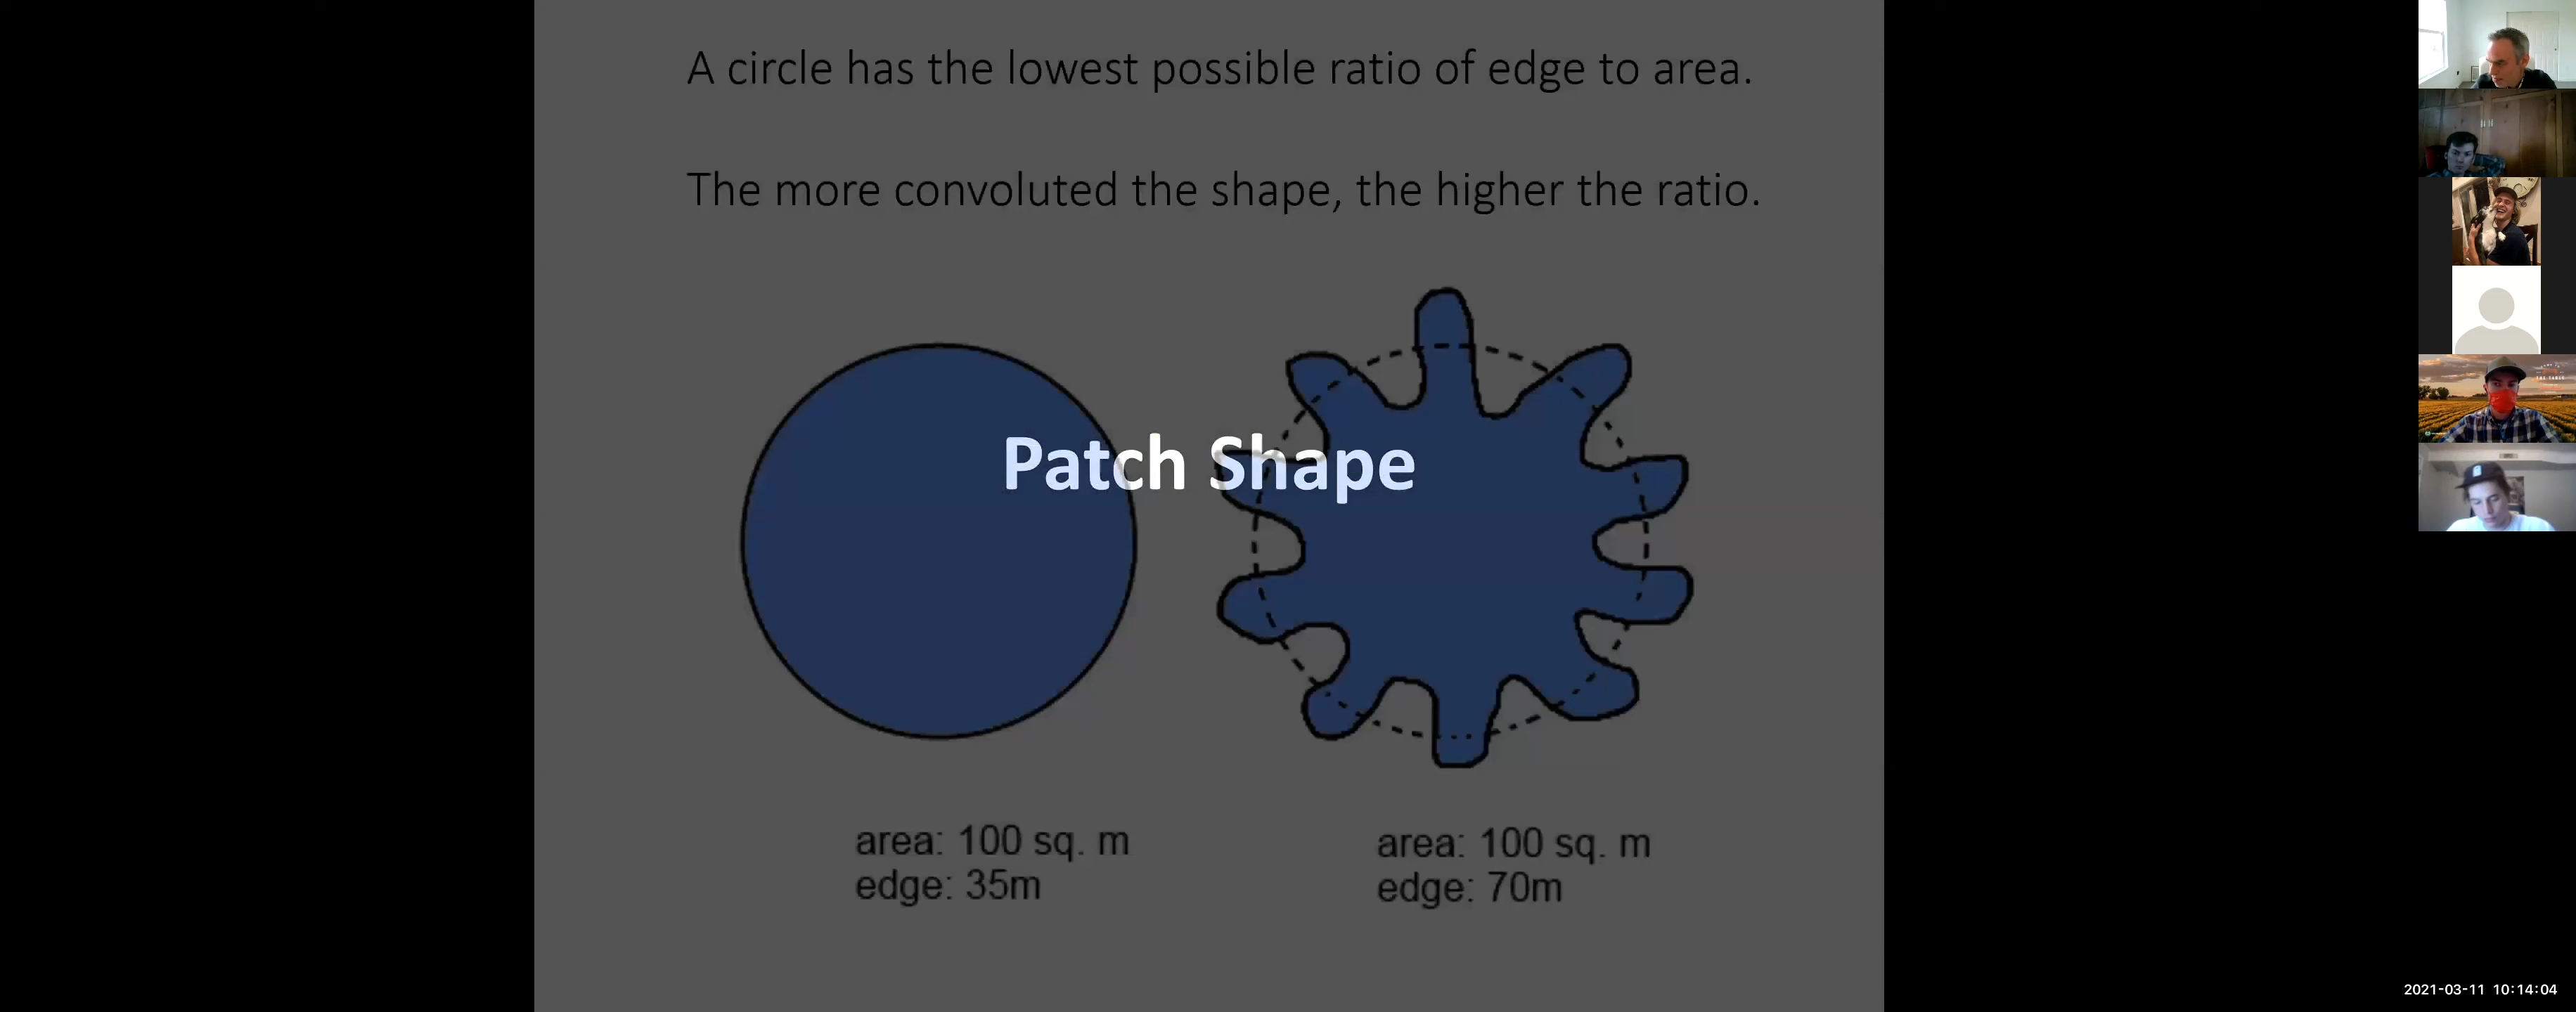 A circle has the lowest possible ratio of edge to area.
The more convoluted the shape, the higher the ratio.
Patch Shape
area: 100 sq. m
edge: 35m
area: 100 sq. m
edge: 70m
2021-03-11 10:14:04